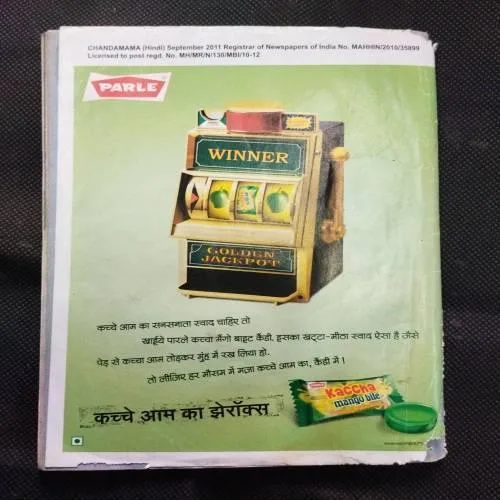 CHANDAMAMA (Hindi) September 2011 Registrar of Newspapers of India No. MAHHIN/2010/35899
Licensed to post regd. No. MH/MR/N/130/MBI/10-12
PARLE
WINNER
GOLDEN
JACKPOT
कच्चे आम का सनसनाता स्वाद चाहिए तो
खाईये पारले कच्चा मैंगो बाइट कैंडी. इसका खट्टा-मीठा स्वाद ऐसा है जैसे
पेड़ से कच्चा आम तोड़कर मुंह में रख लिया हो.
तो लीजिए हर मौसम में मज़ा कच्चे आम का, कैंडी में !
PARLE
Kaccha
mango bite
कच्चे आम का झेरॉक्स